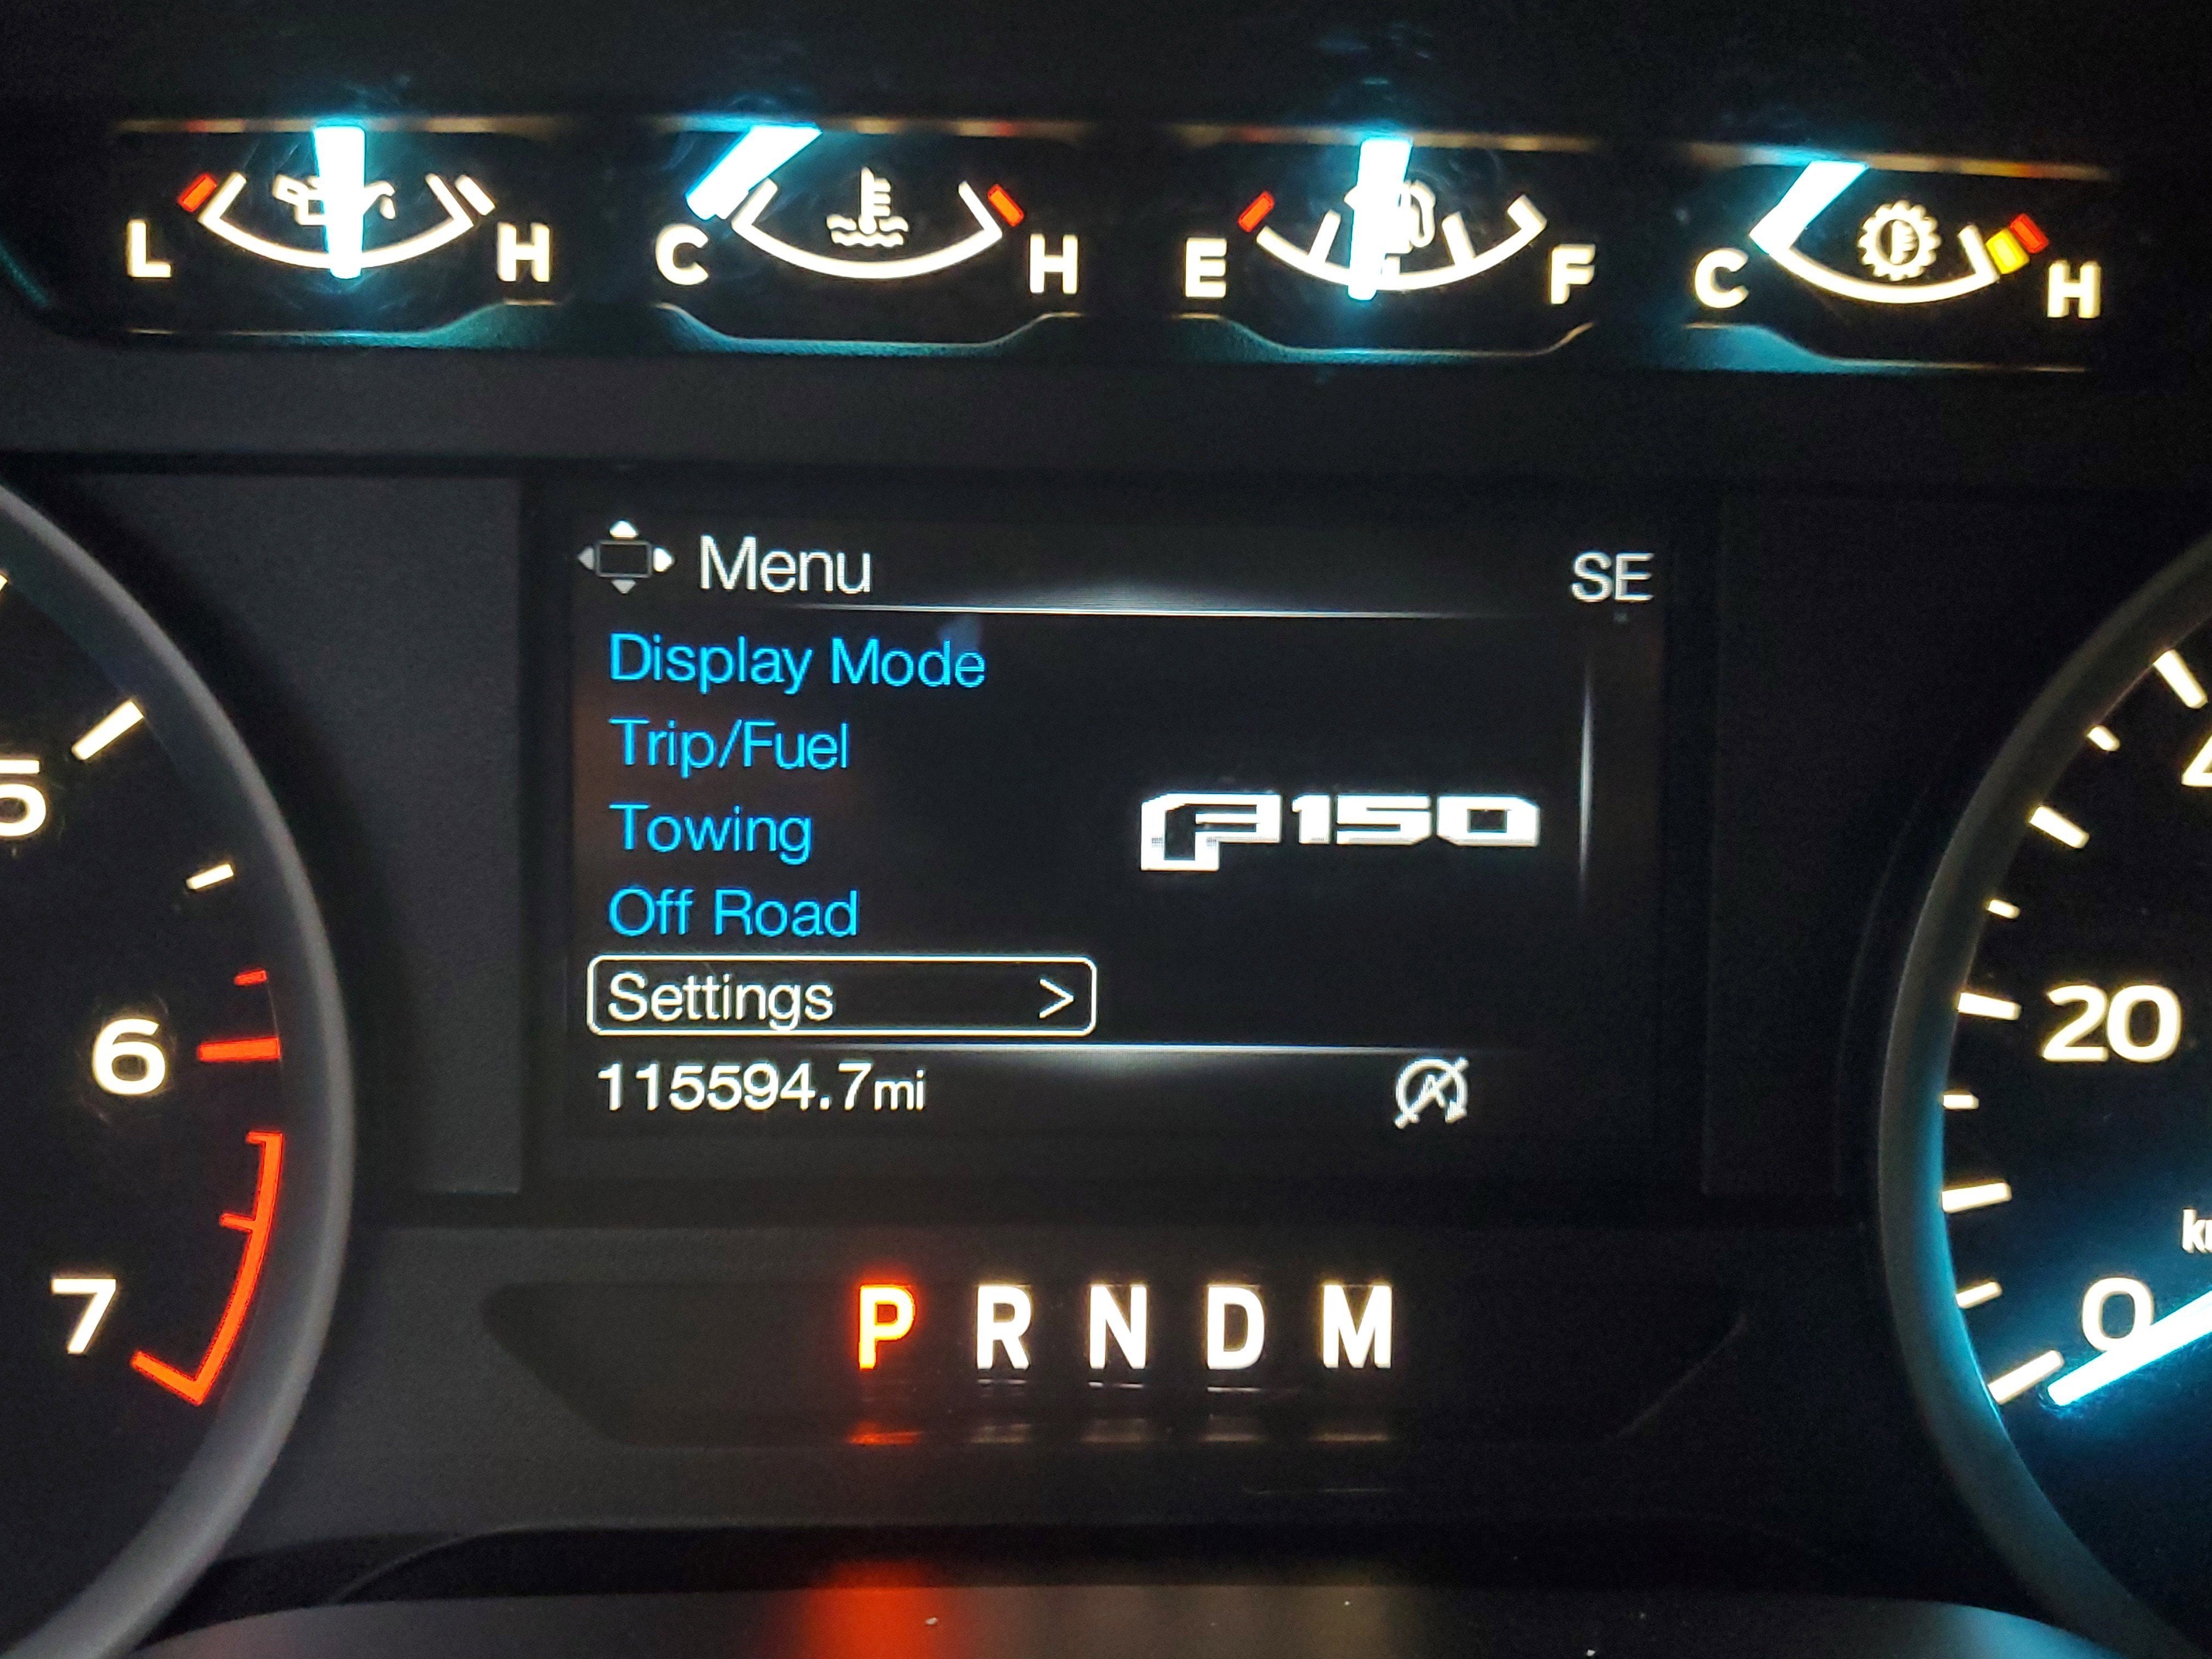 L H C H E F C H
Menu SE
Display Mode
Trip/Fuel
Towing
F150
Off Road
Settings >
115594.7mi
5
6
7
20
0
P R N D M